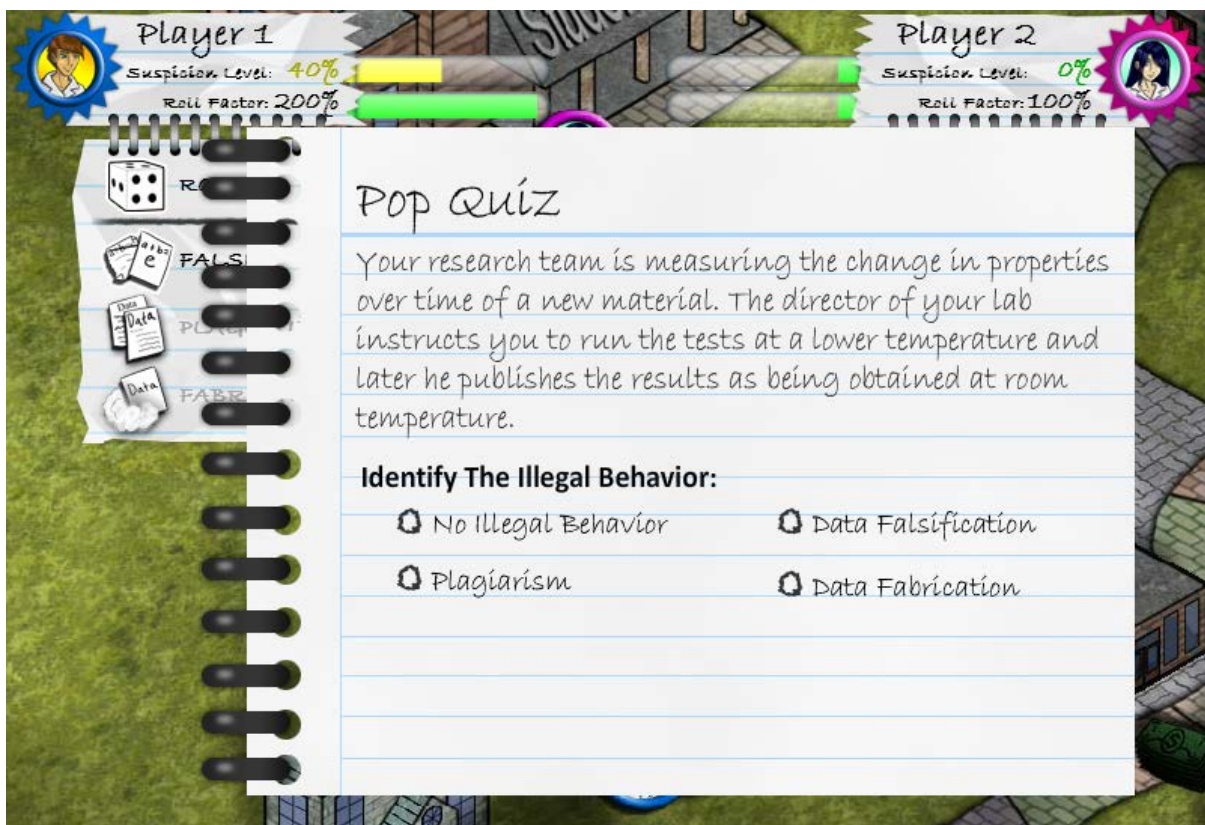 Player 1
Suspicion Level: 40%
Roll Factor: 200%
Player 2
Suspicion Level: 0%
Roll Factor: 100%
Pop Quiz
Your research team is measuring the change in properties
over time of a new material. The director of your lab
instructs you to run the tests at a lower temperature and
later he publishes the results as being obtained at room
temperature.
Identify The Illegal Behavior:
No Illegal Behavior
Data Falsification
Plagiarism
Data Fabrication
Data
Data
Data